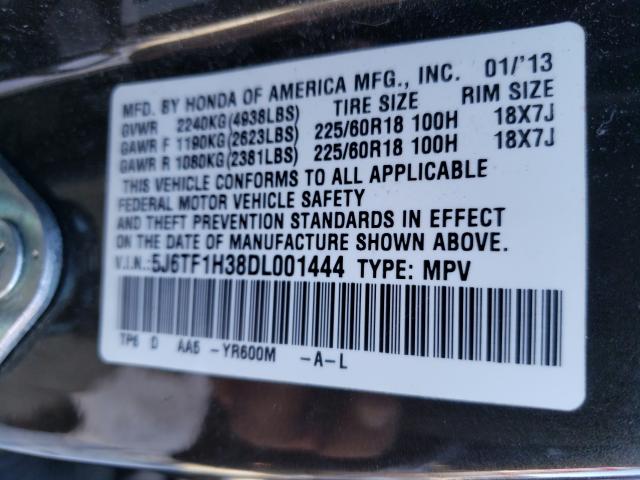 MFD. BY HONDA OF AMERICA MFG., INC. 01/'13
GVWR 2240KG(4938LBS) TIRE SIZE RIM SIZE
GAWR F 1190KG(2623LBS) 225/60R18 100H 18X7J
GAWR R 1080KG(2381LBS) 225/60R18 100H 18X7J
THIS VEHICLE CONFORMS TO ALL APPLICABLE
FEDERAL MOTOR VEHICLE SAFETY
AND THEFT PREVENTION STANDARDS IN EFFECT
ON THE DATE OF MANUFACTURE SHOWN ABOVE.
V.I.N.:5J6TF1H38DL001444 TYPE: MPV
TP6 D AA5 -YR600M -A-L